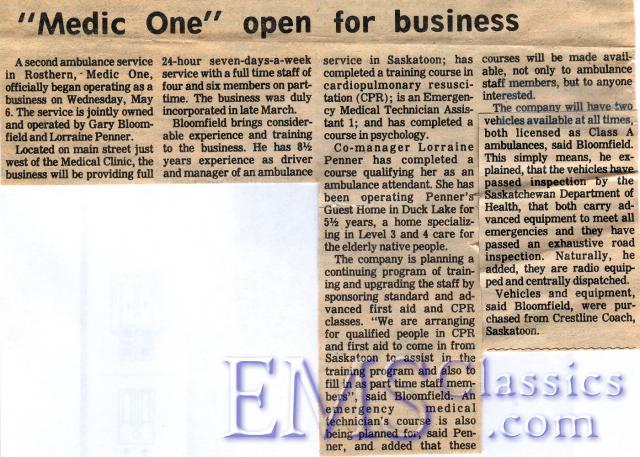 "Medic One" open for business
A second ambulance service
in Rosthern, Medic One,
officially began operating as a
business on Wednesday, May
6. The service is jointly owned
and operated by Gary Bloom-
field and Lorraine Penner.
Located on main street just
west of the Medical Clinic, the
business will be providing full
24-hour seven-days-a-week
service with a full time staff of
four and six members on part-
time. The business was duly
incorporated in late March.
Bloomfield brings consider-
able experience and training
to the business. He has 8½
years experience as driver
and manager of an ambulance
service in Saskatoon; has
completed a training course in
cardiopulmonary resusci-
tation (CPR); is an Emergen-
cy Medical Technician Assis-
tant 1; and has completed a
course in psychology.
Co-manager Lorraine
Penner has completed a
course qualifying her as an
ambulance attendant. She has
been operating Penner's
Guest Home in Duck Lake for
5½ years, a home specializ-
ing in Level 3 and 4 care for
the elderly native people.
The company is planning a
continuing program of train-
ing and upgrading the staff by
sponsoring standard and ad-
vanced first aid and CPR
classes. "We are arranging
for qualified people in CPR
and first aid to come in from
Saskatoon to assist in the
training program and also to
fill in as part time staff mem-
bers", said Bloomfield. An
emergency medical
technician's course is also
being planned for, said Pen-
ner, and added that these
courses will be made avail-
able, not only to ambulance
staff members, but to anyone
interested.
The company will have two
vehicles available at all times,
both licensed as Class A
ambulances, said Bloomfield.
This simply means, he ex-
plained, that the vehicles have
passed inspection by the
Saskatchewan Department of
Health, that both carry ad-
vanced equipment to meet all
emergencies and they have
passed an exhaustive road
inspection. Naturally, he
added, they are radio equip-
ped and centrally dispatched.
Vehicles and equipment,
said Bloomfield, were pur-
chased from Crestline Coach,
Saskatoon.
EMSClassics
.com